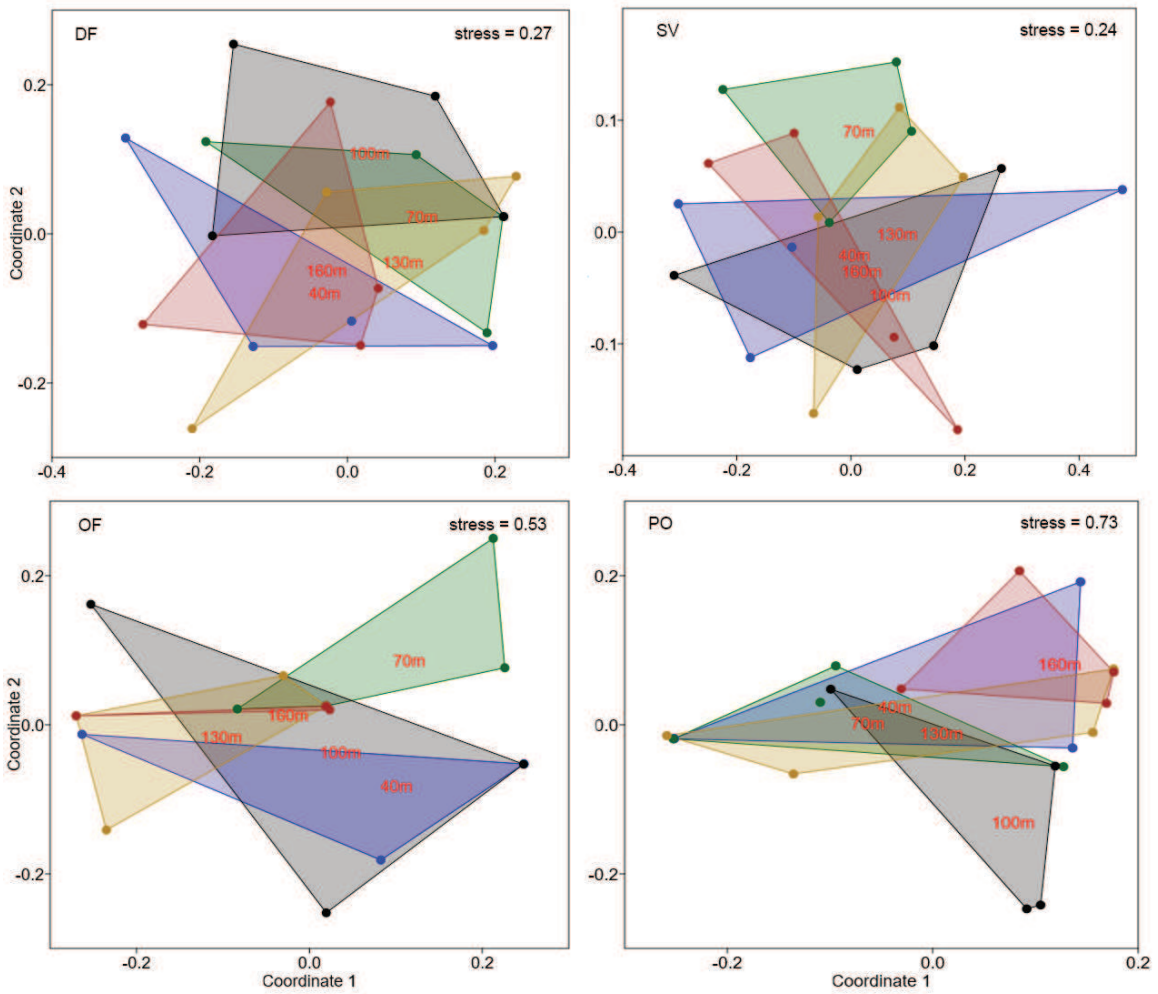 DF
stress = 0.27
0.2
0.0
-0.2
Coordinate 2
100m
70m
130m
160m
40m
-0.4
-0.2
0.0
0.2
SV
stress = 0.24
0.1
0.0
-0.1
70m
130m
40m
160m
100m
-0.4
-0.2
0.0
0.2
0.4
OF
stress = 0.53
0.2
0.0
-0.2
Coordinate 2
70m
160m
130m
100m
40m
-0.2
0.0
0.2
Coordinate 1
PO
stress = 0.73
0.2
0.0
-0.2
160m
40m
70m
130m
100m
-0.2
0.0
0.2
Coordinate 1